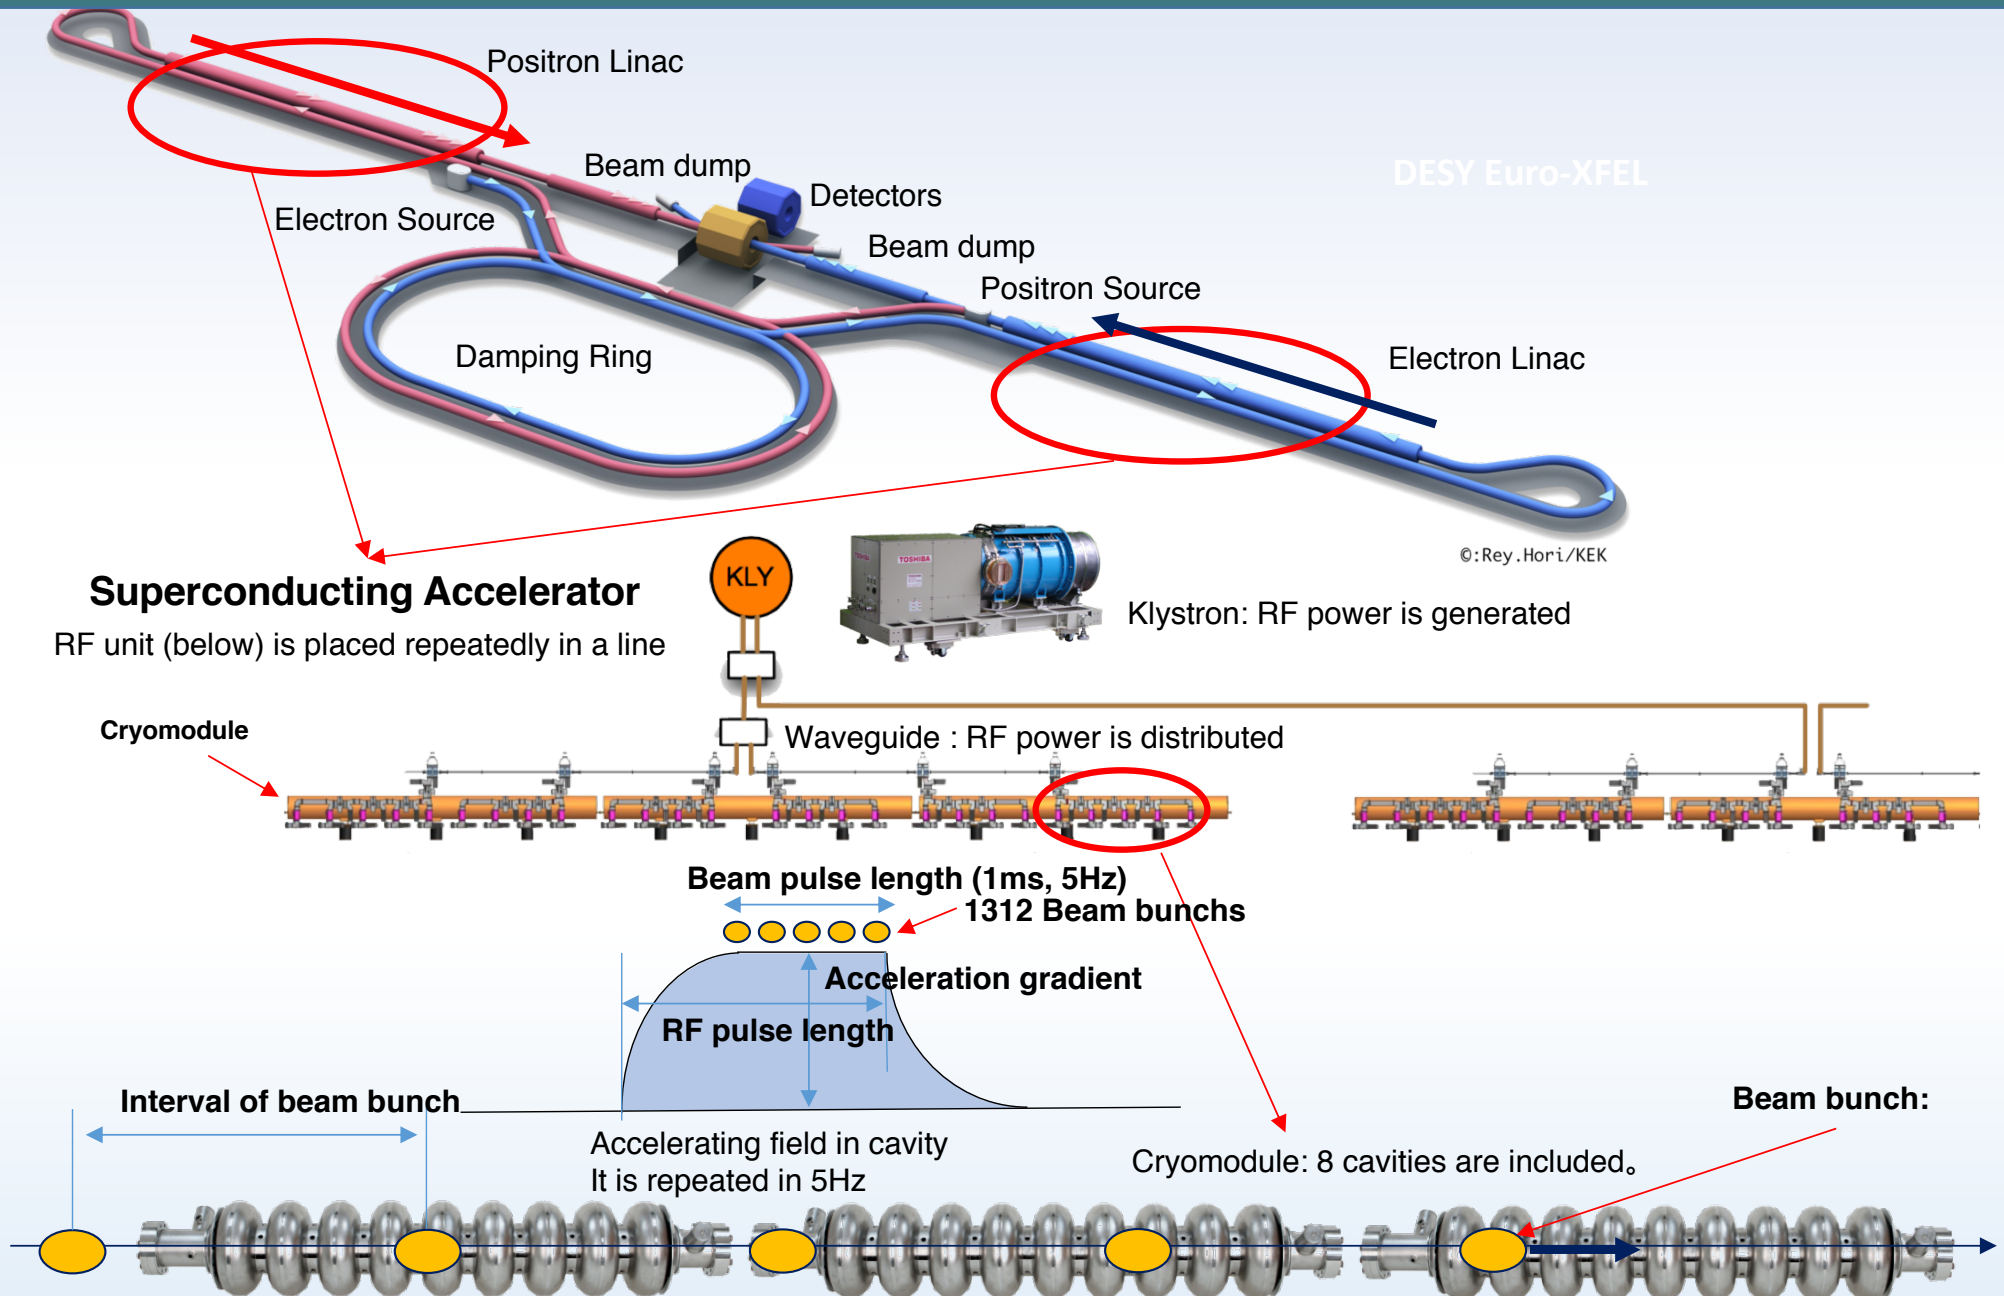 Positron Linac
Beam dump
DESY Euro-XFEL
Detectors
Electron Source
Beam dump
Positron Source
Damping Ring
Electron Linac
©:Rey.Hori/KEK
KLY
TOSHIBA
TOSHIBA
Superconducting Accelerator
Klystron: RF power is generated
RF unit (below) is placed repeatedly in a line
Cryomodule
Waveguide : RF power is distributed
Beam pulse length (1ms, 5Hz)
1312 Beam bunchs
Acceleration gradient
RF pulse length
Interval of beam bunch
Beam bunch:
Accelerating field in cavity
It is repeated in 5Hz
Cryomodule: 8 cavities are included。